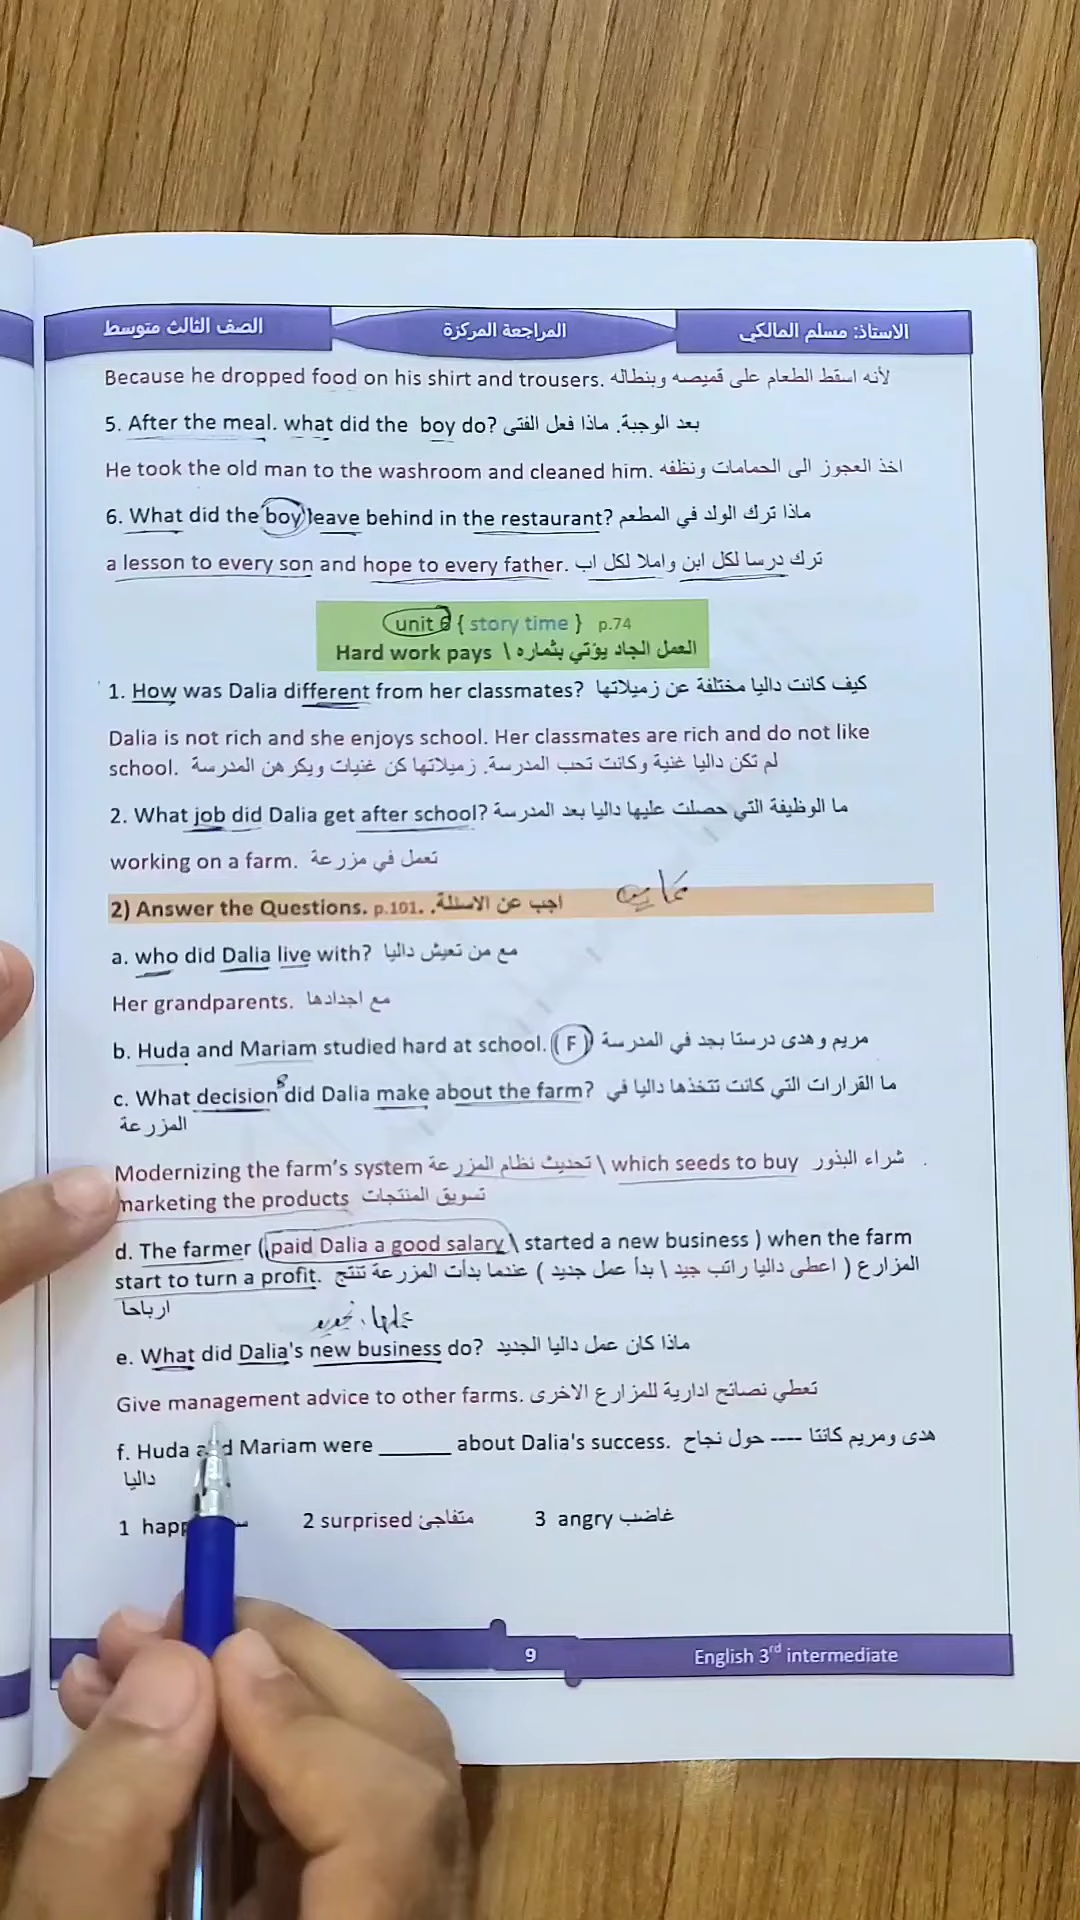 الصف الثالث متوسط المراجعة المركزة الاستاذ: مسلم المالكي
Because he dropped food on his shirt and trousers. لأنه اسقط الطعام على قميصه وبنطاله
5. After the meal. what did the boy do? بعد الوجبة. ماذا فعل الفتى
He took the old man to the washroom and cleaned him. اخذ العجوز الى الحمامات ونظفه
6. What did the boy leave behind in the restaurant? ماذا ترك الولد في المطعم
a lesson to every son and hope to every father. ترك درسا لكل ابن واملا لكل اب
unit 6 { story time } p.74
Hard work pays \ العمل الجاد يؤتي بثماره
1. How was Dalia different from her classmates? كيف كانت داليا مختلفة عن زميلاتها
Dalia is not rich and she enjoys school. Her classmates are rich and do not like
school. لم تكن داليا غنية وكانت تحب المدرسة. زميلاتها كن غنيات ويكرهن المدرسة
2. What job did Dalia get after school? ما الوظيفة التي حصلت عليها داليا بعد المدرسة
working on a farm. تعمل في مزرعة
2) Answer the Questions. p.101. اجب عن الاسئلة.
a. who did Dalia live with? مع من تعيش داليا
Her grandparents. مع اجدادها
b. Huda and Mariam studied hard at school. ( F ) مريم وهدى درستا بجد في المدرسة
c. What decision s did Dalia make about the farm? ما القرارات التي كانت تتخذها داليا في
المزرعة
Modernizing the farm's system تحديث نظام المزرعة \ which seeds to buy شراء البذور .
marketing the products تسويق المنتجات
d. The farmer ( paid Dalia a good salary \ started a new business ) when the farm
start to turn a profit. المزارع ( اعطى داليا راتب جيد \ بدأ عمل جديد ) عندما بدأت المزرعة تنتج
ارباحا
e. What did Dalia's new business do? ماذا كان عمل داليا الجديد
Give management advice to other farms. تعطي نصائح ادارية للمزارع الاخرى
f. Huda and Mariam were ______ about Dalia's success. هدى ومريم كانتا ---- حول نجاح
داليا
1 happ 2 surprised متفاجئ 3 angry غاضب
9 English 3rd intermediate